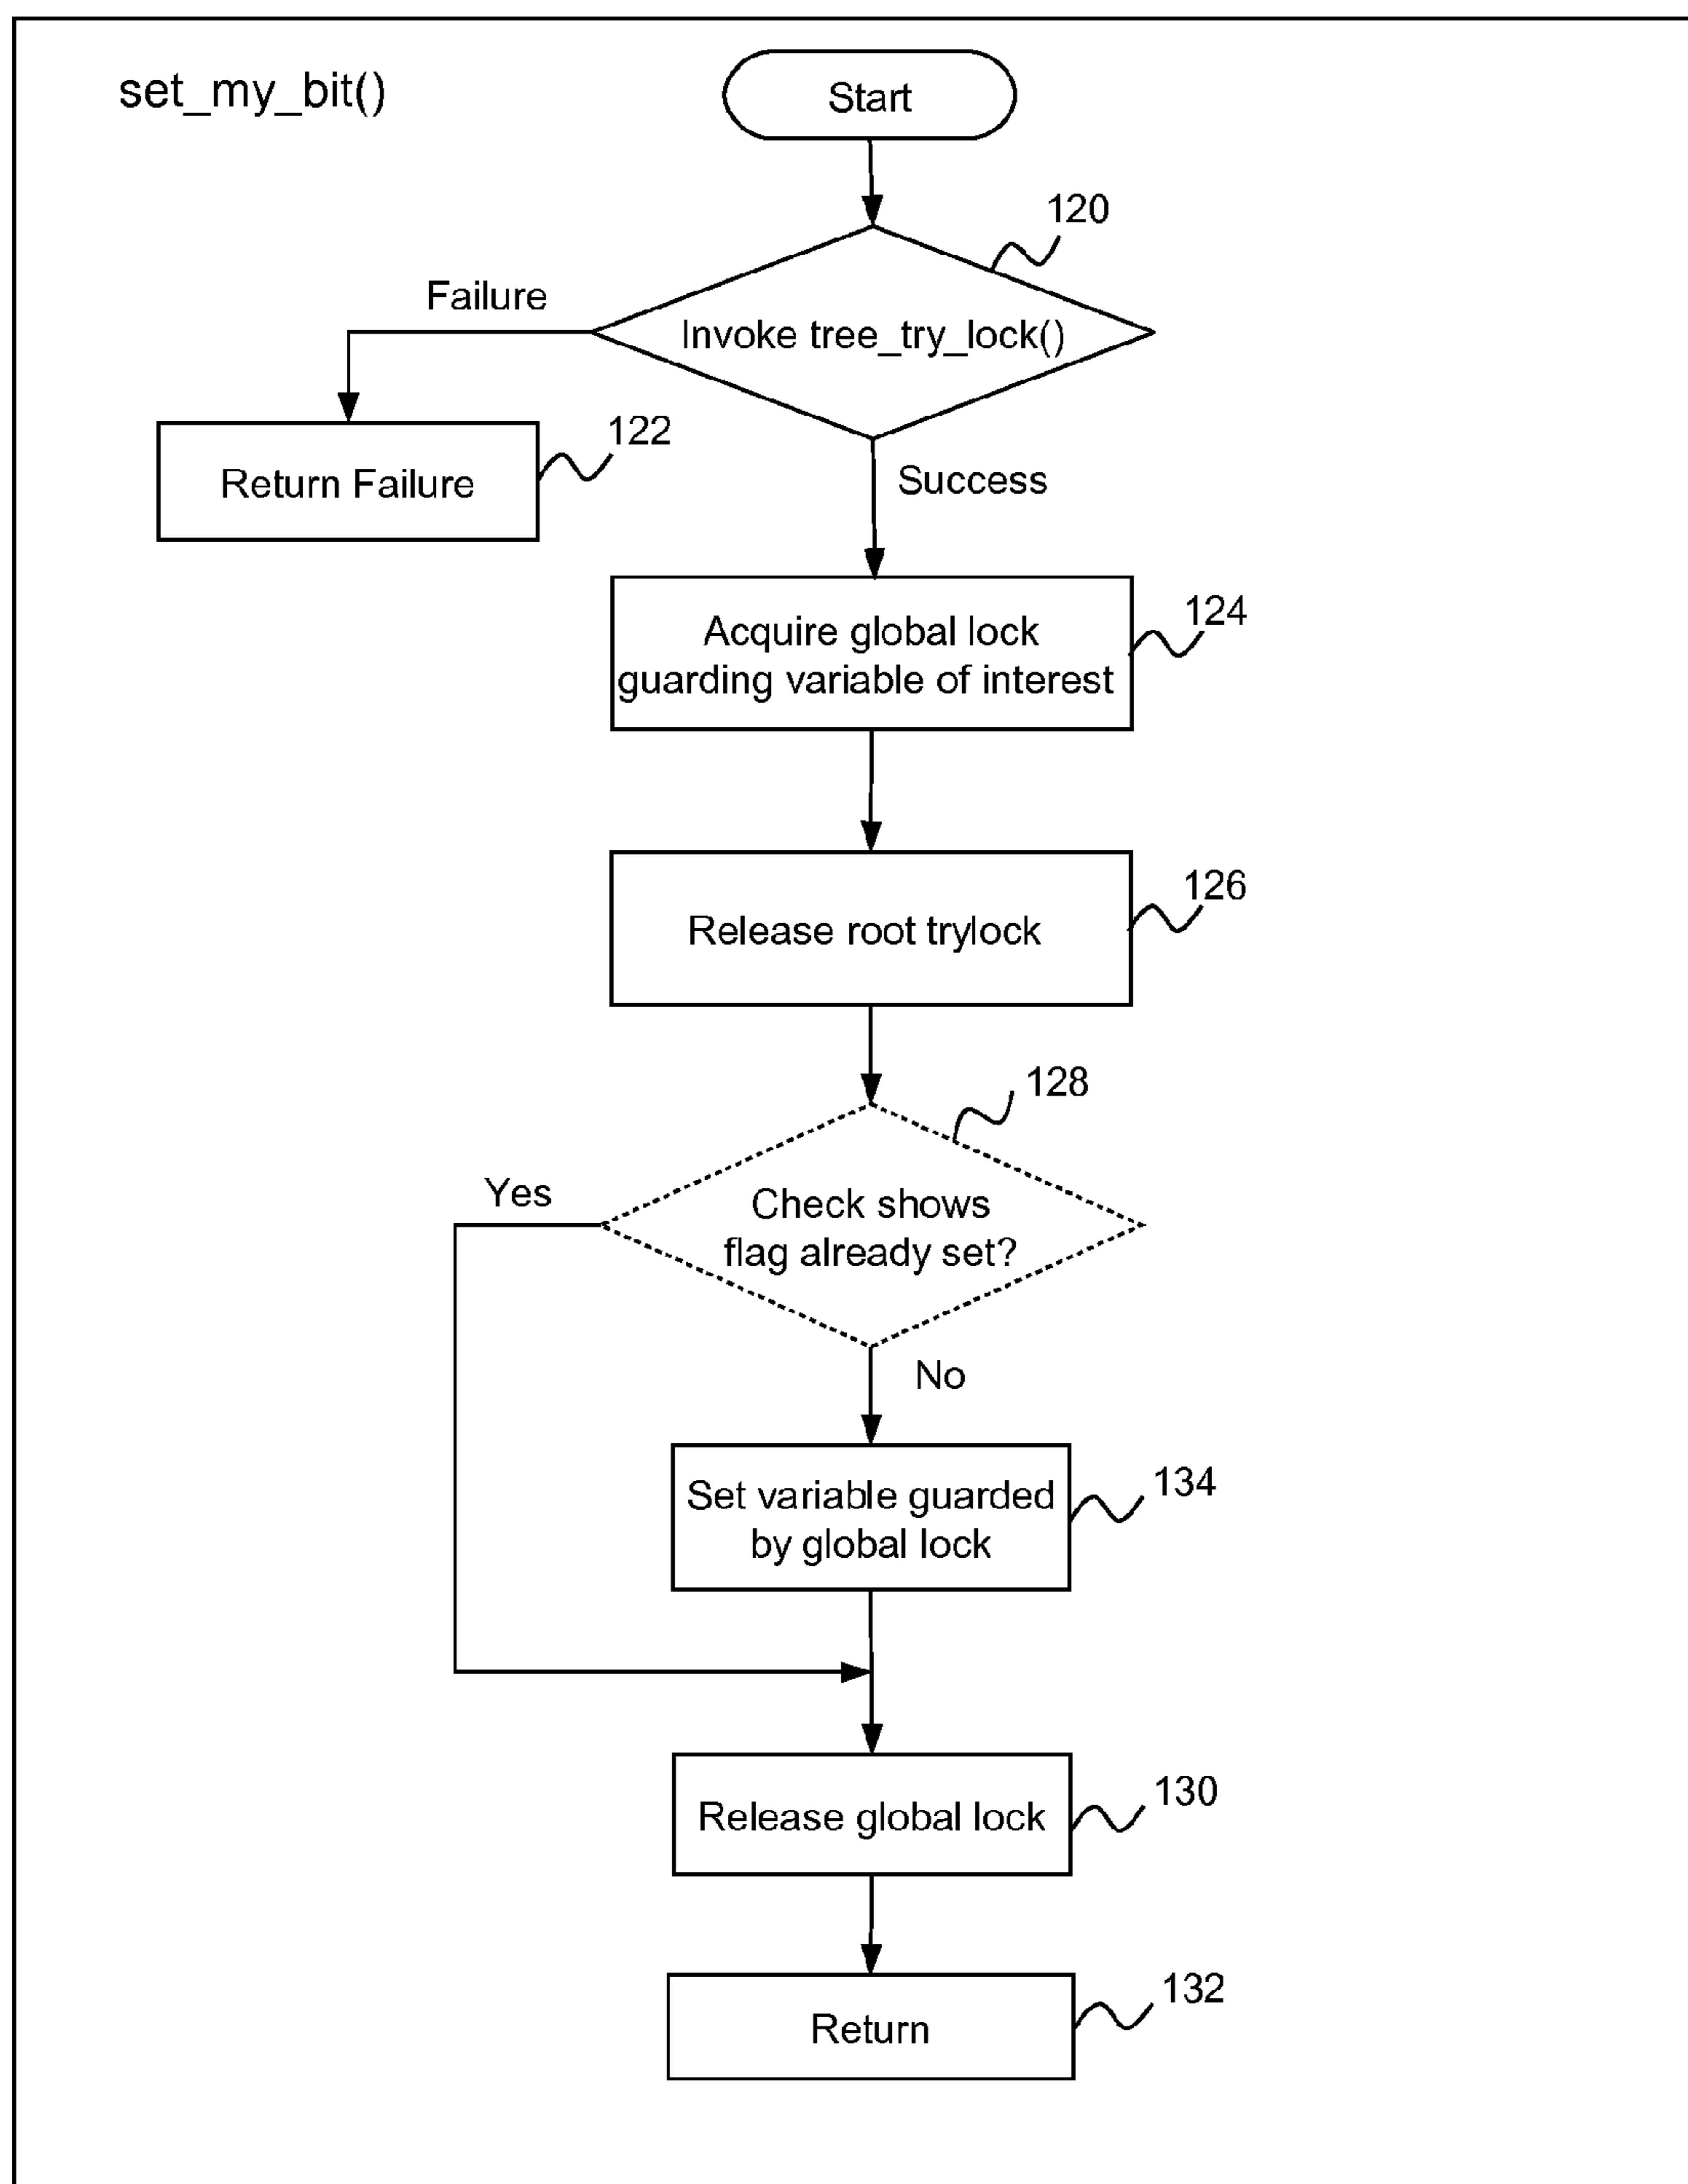 set_my_bit()
Start
120
Failure
Invoke tree_try_lock()
122
Return Failure
Success
124
Acquire global lock
guarding variable of interest
126
Release root trylock
128
Yes
Check shows
flag already set?
No
134
Set variable guarded
by global lock
130
Release global lock
132
Return